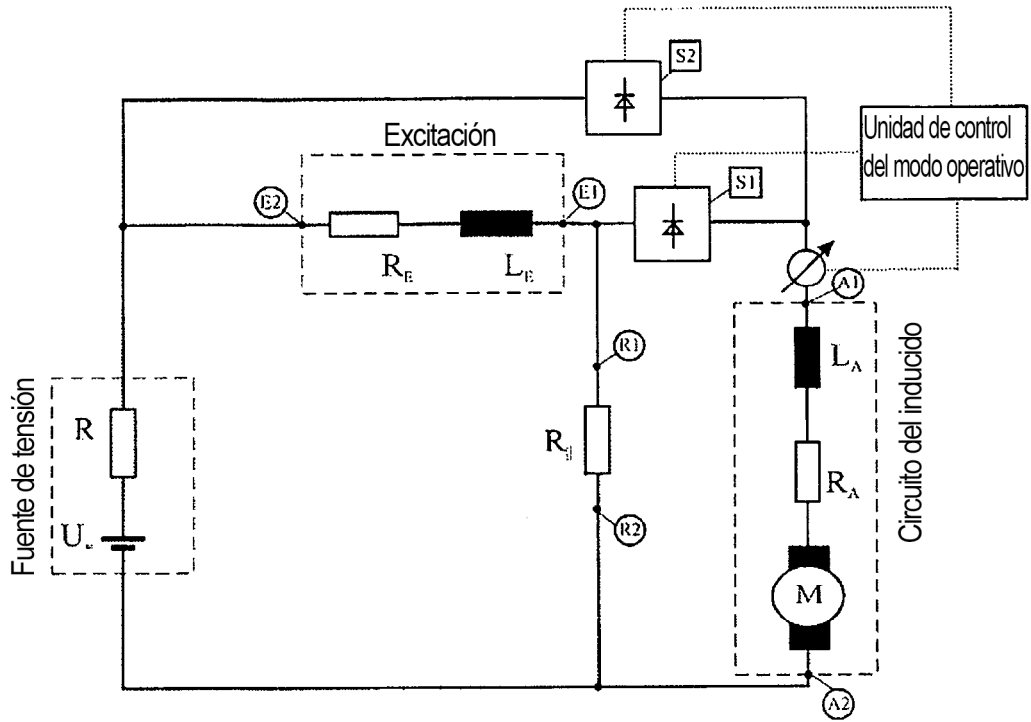 S2
Excitación
Unidad de control
del modo operativo
S1
E2
E1
R_E
L_E
A1
R1
L_A
Fuente de tensión
R
R
R_A
Circuito del inducido
R2
U
M
A2